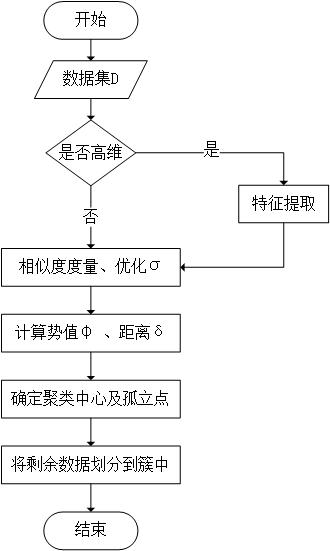 开始
数据集D
是否高维
是
特征提取
否
相似度度量、优化σ
计算势值φ 、距离δ
确定聚类中心及孤立点
将剩余数据划分到簇中
结束